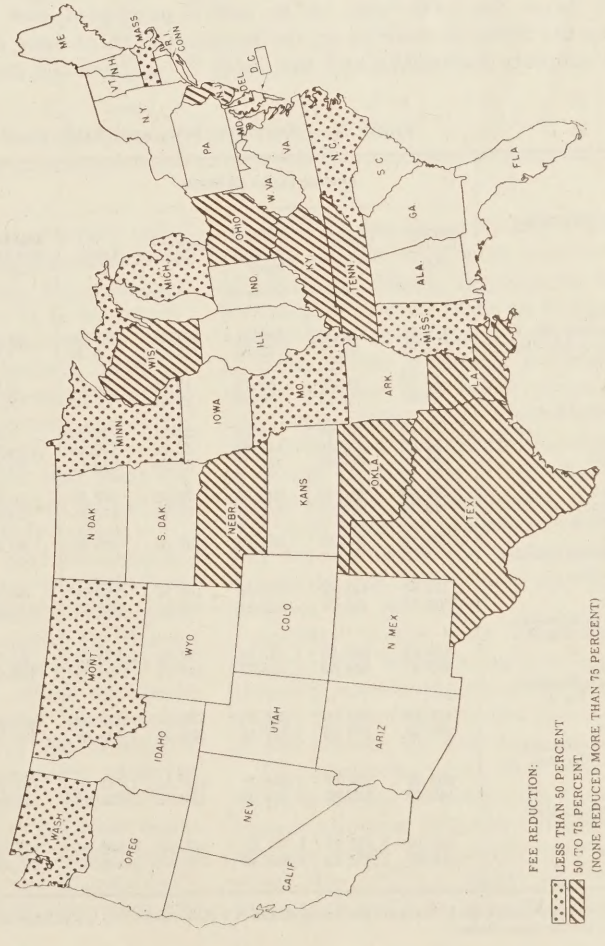 WASH.
MONT
N DAK
MINN.
WIS
MICH.
N Y
VT
N H
ME
MASS
R I
CONN
OREG
IDAHO
WYO
S. DAK
IOWA
ILL
IND.
OHIO
PA
N J
DEL
MD
D. C.
W VA
VA
NEV
UTAH
COLO
NEBR
KANS
MO.
KY.
N. C.
TENN
CALIF
ARIZ
N MEX
OKLA
ARK.
MISS.
ALA.
GA
S C
TEX.
LA.
FLA
FEE REDUCTION:
LESS THAN 50 PERCENT
50 TO 75 PERCENT
(NONE REDUCED MORE THAN 75 PERCENT)